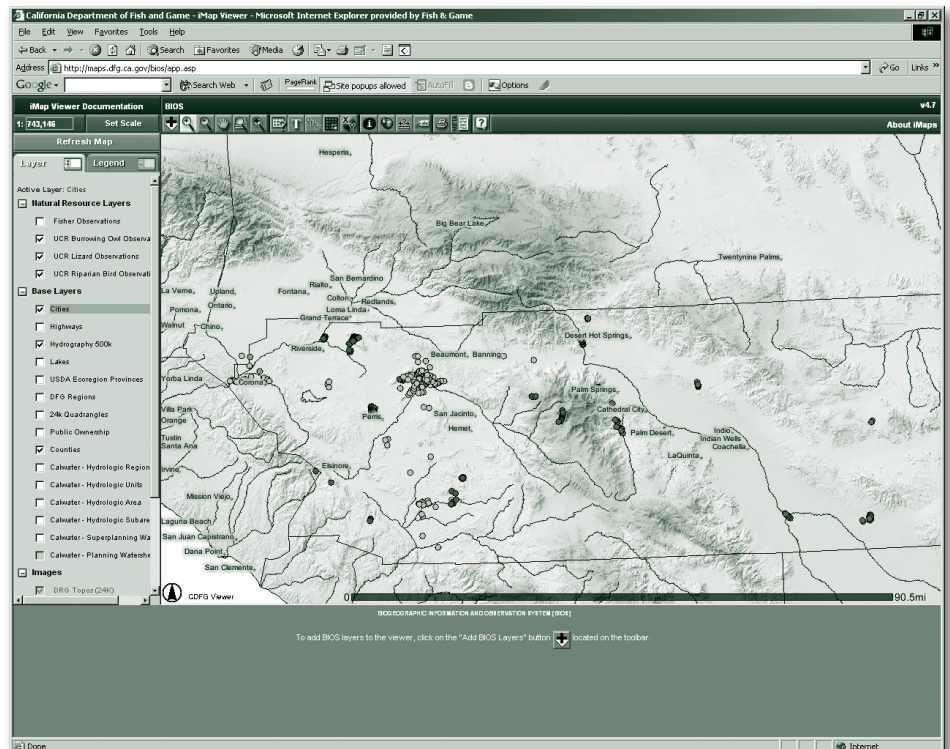 California Department of Fish and Game - iMap Viewer - Microsoft Internet Explorer provided by Fish & Game
File Edit View Favorites Tools Help
Back Search Favorites Media
Address http://maps.dfg.ca.gov/bios/app.asp Go Links »
Google Search Web PageRank Site popups allowed AutoFill Options
iMap Viewer Documentation BIOS v4.7
1: 743,146 Set Scale About iMaps
Refresh Map
Layer Legend
Active Layer: Cities
Natural Resource Layers
Fisher Observations
UCR Burrowing Owl Observa
UCR Lizard Observations
UCR Riparian Bird Observati
Base Layers
Cities
Highways
Hydrography 500k
Lakes
USDA Ecoregion Provinces
DFG Regions
24k Quadrangles
Public Ownership
Counties
Calwater - Hydrologic Region
Calwater - Hydrologic Units
Calwater - Hydrologic Area
Calwater - Hydrologic Subare
Calwater - Superplanning Wa
Calwater - Planning Watershe
Images
DRG Topos (24K)
Hesperia
Big Bear Lake
Twentynine Palms
San Bernardino
La Verne Upland Fontana Rialto
Colton Redlands
Pomona Ontario Loma Linda
Grand Terrace
Walnut Chino
Desert Hot Springs
Riverside
Beaumont Banning
Yorba Linda Corona
Palm Springs
Villa Park Perris San Jacinto Cathedral City
Orange
Hemet Palm Desert Indio
Tustin Indian Wells
Santa Ana Coachella
LaQuinta
Irvine Elsinore
Mission Viejo
Laguna Beach
San Juan Capistrano
Dana Point
San Clemente
CDFG Viewer 0 90.5mi
BIOGEOGRAPHIC INFORMATION AND OBSERVATION SYSTEM (BIOS)
To add BIOS layers to the viewer, click on the "Add BIOS Layers" button located on the toolbar.
Done Internet